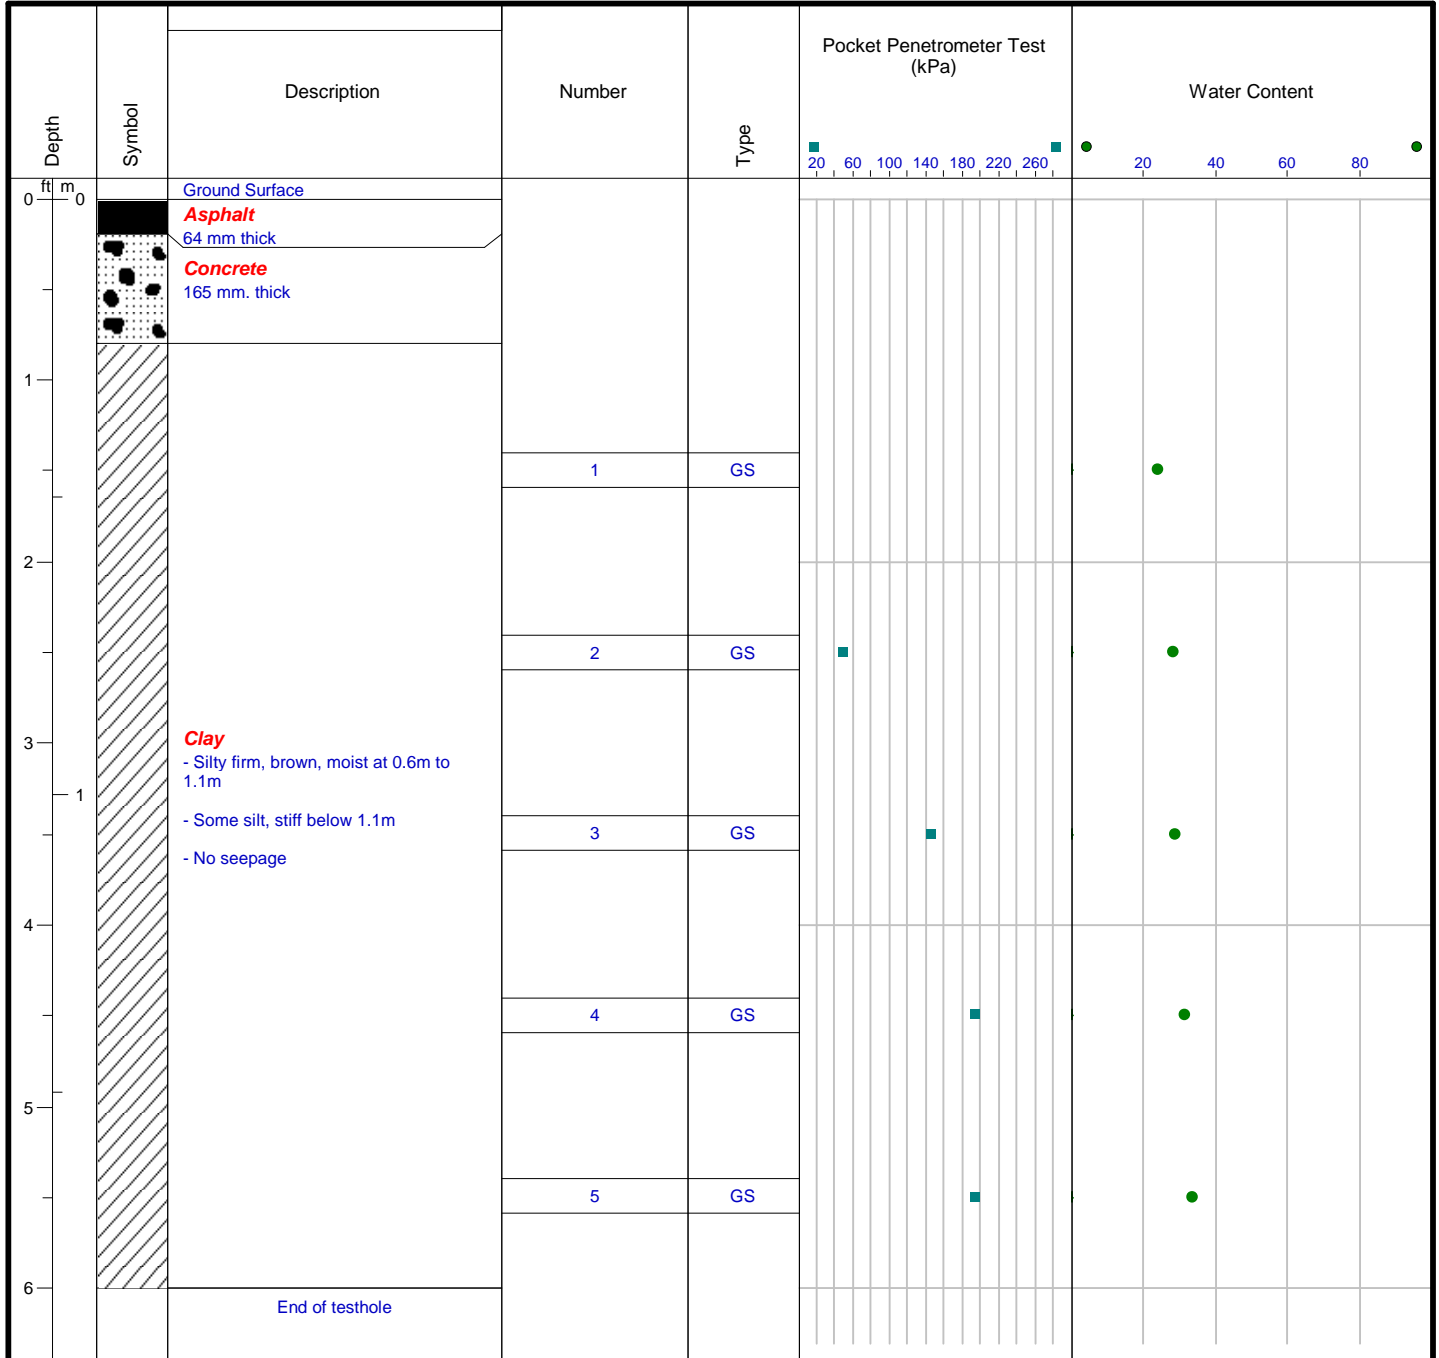 Depth
Symbol
Description
Number
Type
Pocket Penetrometer Test
(kPa)
Water Content
20 60 100 140 180 220 260
20 40 60 80
ft m
0 0
Ground Surface
Asphalt
64 mm thick
Concrete
165 mm. thick
1
1 GS
2
2 GS
3
Clay
- Silty firm, brown, moist at 0.6m to
1.1m
1
- Some silt, stiff below 1.1m
3 GS
- No seepage
4
4 GS
5
5 GS
6
End of testhole